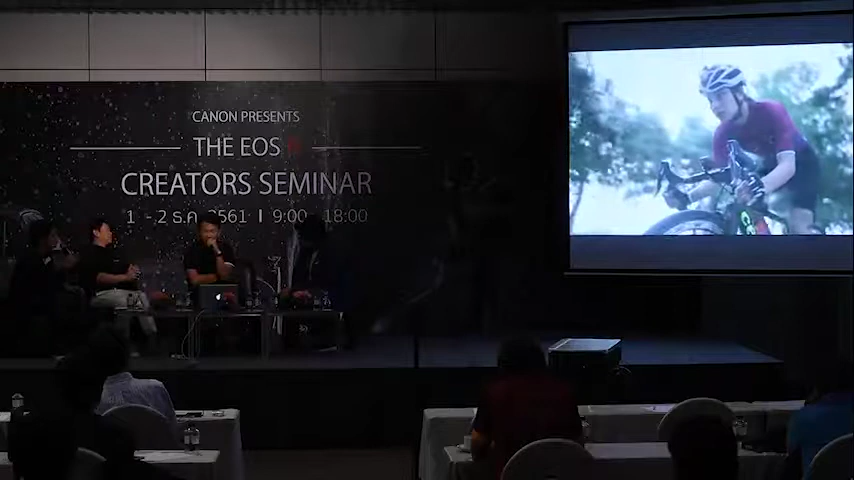 CANON PRESENTS
THE EOS R
CREATORS SEMINAR
1 - 2 ธ.ค. 2561 | 9:00 - 18:00